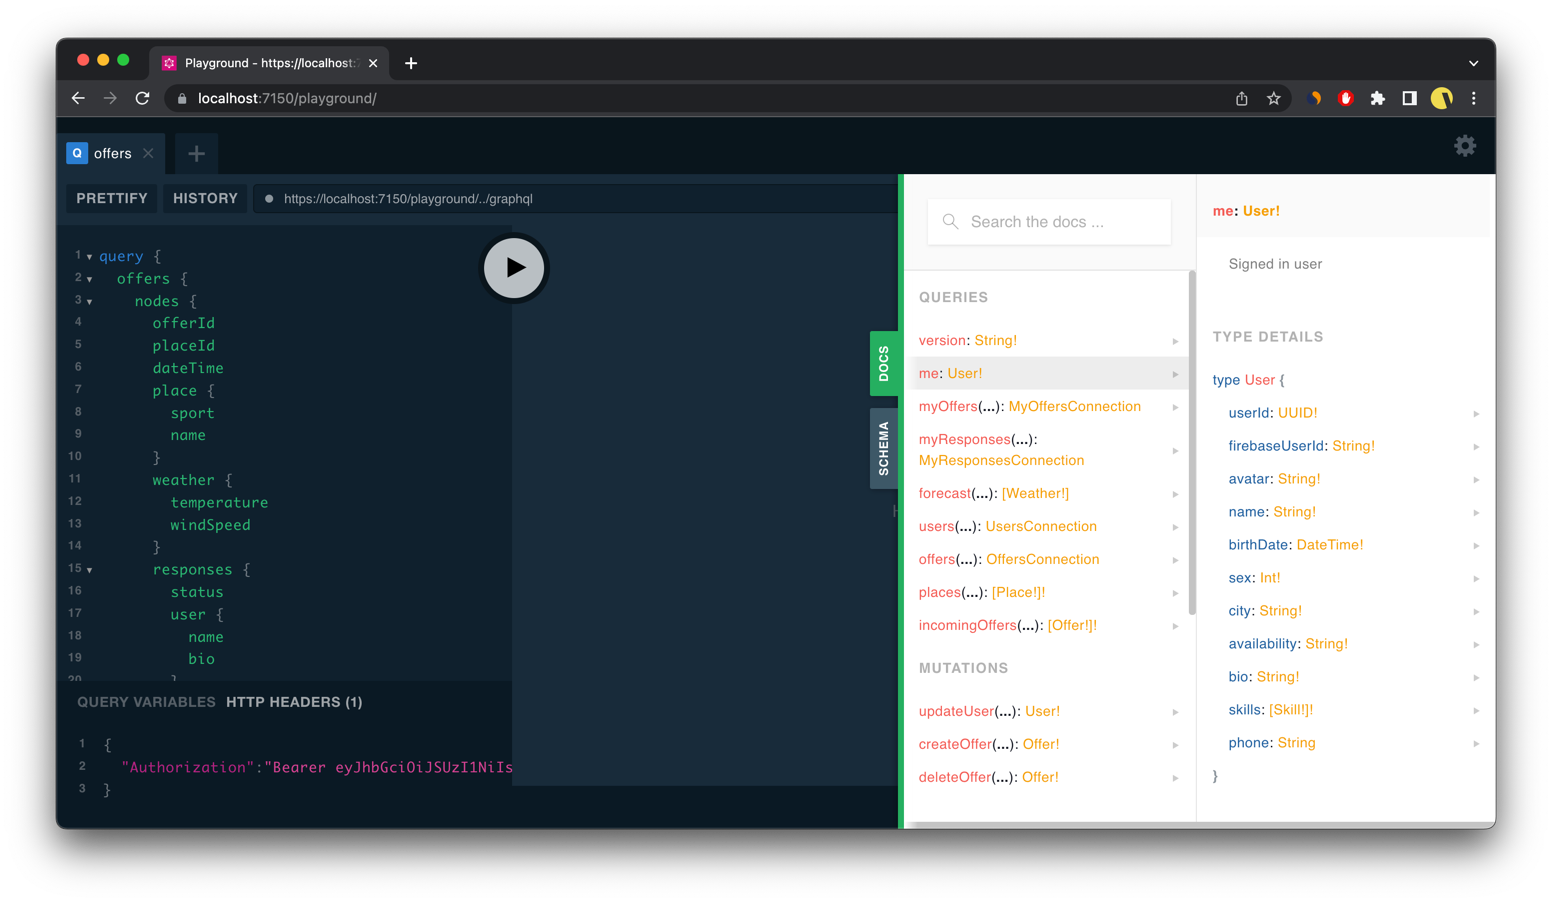 Playground - https://localhost:7
localhost:7150/playground/
Q offers
PRETTIFY HISTORY https://localhost:7150/playground/../graphql
1 query {
2 offers {
3 nodes {
4 offerId
5 placeId
6 dateTime
7 place {
8 sport
9 name
10 }
11 weather {
12 temperature
13 windSpeed
14 }
15 responses {
16 status
17 user {
18 name
19 bio
20 }
QUERY VARIABLES HTTP HEADERS (1)
1 {
2 "Authorization":"Bearer eyJhbGciOiJSUzI1NiIs
3 }
DOCS
SCHEMA
Search the docs ...
QUERIES
version: String!
me: User!
myOffers(...): MyOffersConnection
myResponses(...):
MyResponsesConnection
forecast(...): [Weather!]
users(...): UsersConnection
offers(...): OffersConnection
places(...): [Place!]!
incomingOffers(...): [Offer!]!
MUTATIONS
updateUser(...): User!
createOffer(...): Offer!
deleteOffer(...): Offer!
me: User!
Signed in user
TYPE DETAILS
type User {
userId: UUID!
firebaseUserId: String!
avatar: String!
name: String!
birthDate: DateTime!
sex: Int!
city: String!
availability: String!
bio: String!
skills: [Skill!]!
phone: String
}